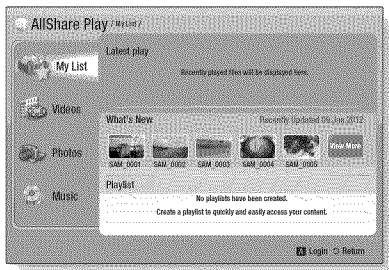 AllShare Play / My List /
My List
Videos
Photos
Music
Latest play
Recently played files will be displayed here.
What's New
Recently Updated 09 Jan 2012
SAM_0001 SAM_0002 SAM_0003 SAM_0004 SAM_0005 View More
Playlist
No playlists have been created.
Create a playlist to quickly and easily access your content.
A Login Return